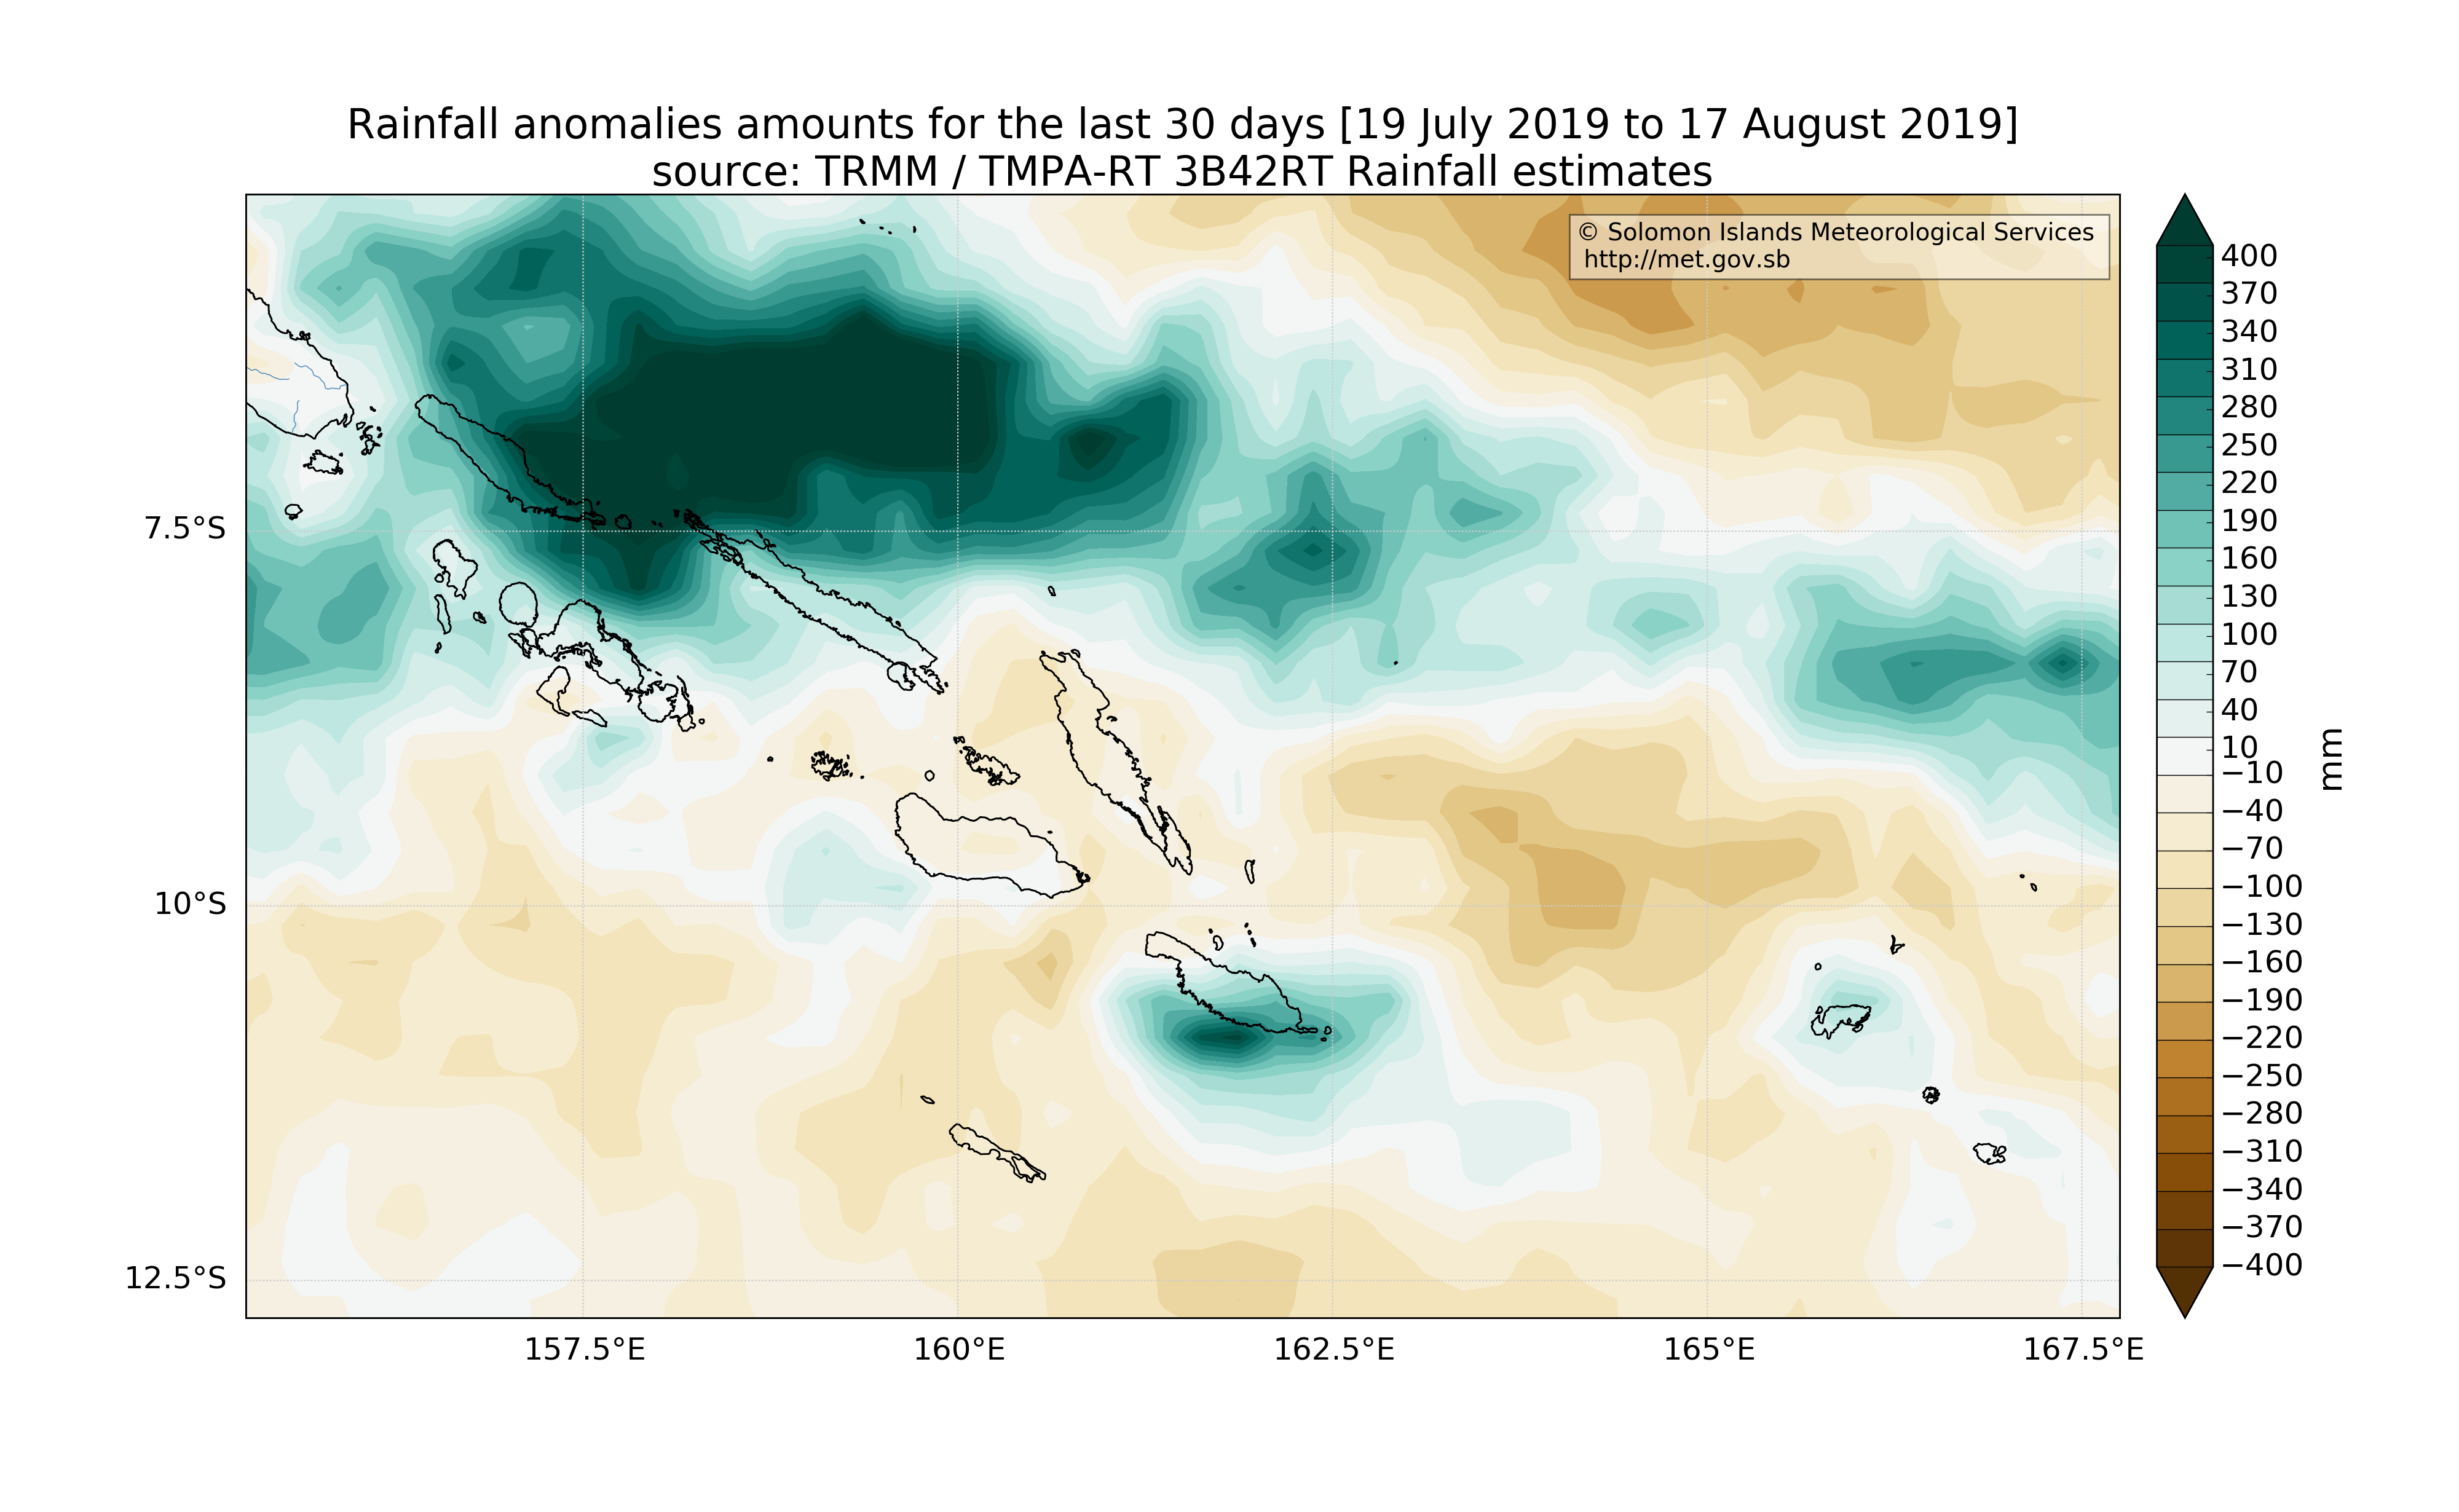 Rainfall anomalies amounts for the last 30 days [19 July 2019 to 17 August 2019]
source: TRMM / TMPA-RT 3B42RT Rainfall estimates
© Solomon Islands Meteorological Services
http://met.gov.sb
7.5°S
10°S
12.5°S
157.5°E
160°E
162.5°E
165°E
167.5°E
400
370
340
310
280
250
220
190
160
130
100
70
40
10
−10
−40
−70
−100
−130
−160
−190
−220
−250
−280
−310
−340
−370
−400
mm